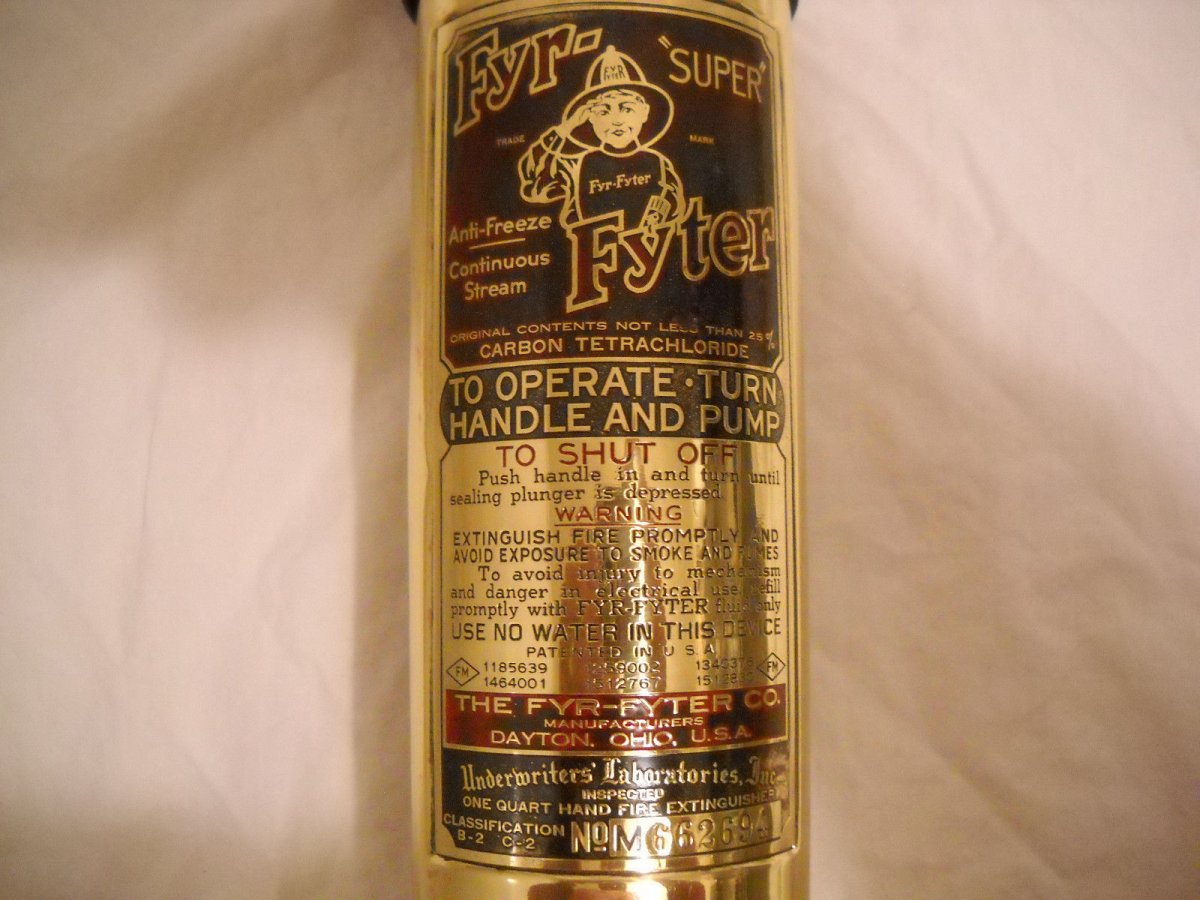 Fyr-
"SUPER"
FYR
FYTER
TRADE MARK
Fyr-Fyter
Anti-Freeze
Continuous
Stream
Fyter
ORIGINAL CONTENTS NOT LESS THAN 25%
CARBON TETRACHLORIDE
TO OPERATE · TURN
HANDLE AND PUMP
TO SHUT OFF
Push handle in and turn until
sealing plunger is depressed.
WARNING
EXTINGUISH FIRE PROMPTLY AND
AVOID EXPOSURE TO SMOKE AND FUMES
To avoid injury to mechanism
and danger in electrical use, refill
promptly with FYR-FYTER fluid only
USE NO WATER IN THIS DEVICE
PATENTED IN U.S.A.
FM 1185639 FM
1464001 1512767
THE FYR-FYTER CO.
MANUFACTURERS
DAYTON, OHIO, U.S.A.
Underwriters' Laboratories, Inc.
INSPECTED
ONE QUART HAND FIRE EXTINGUISHER
CLASSIFICATION
B-2 C-2
No M662694